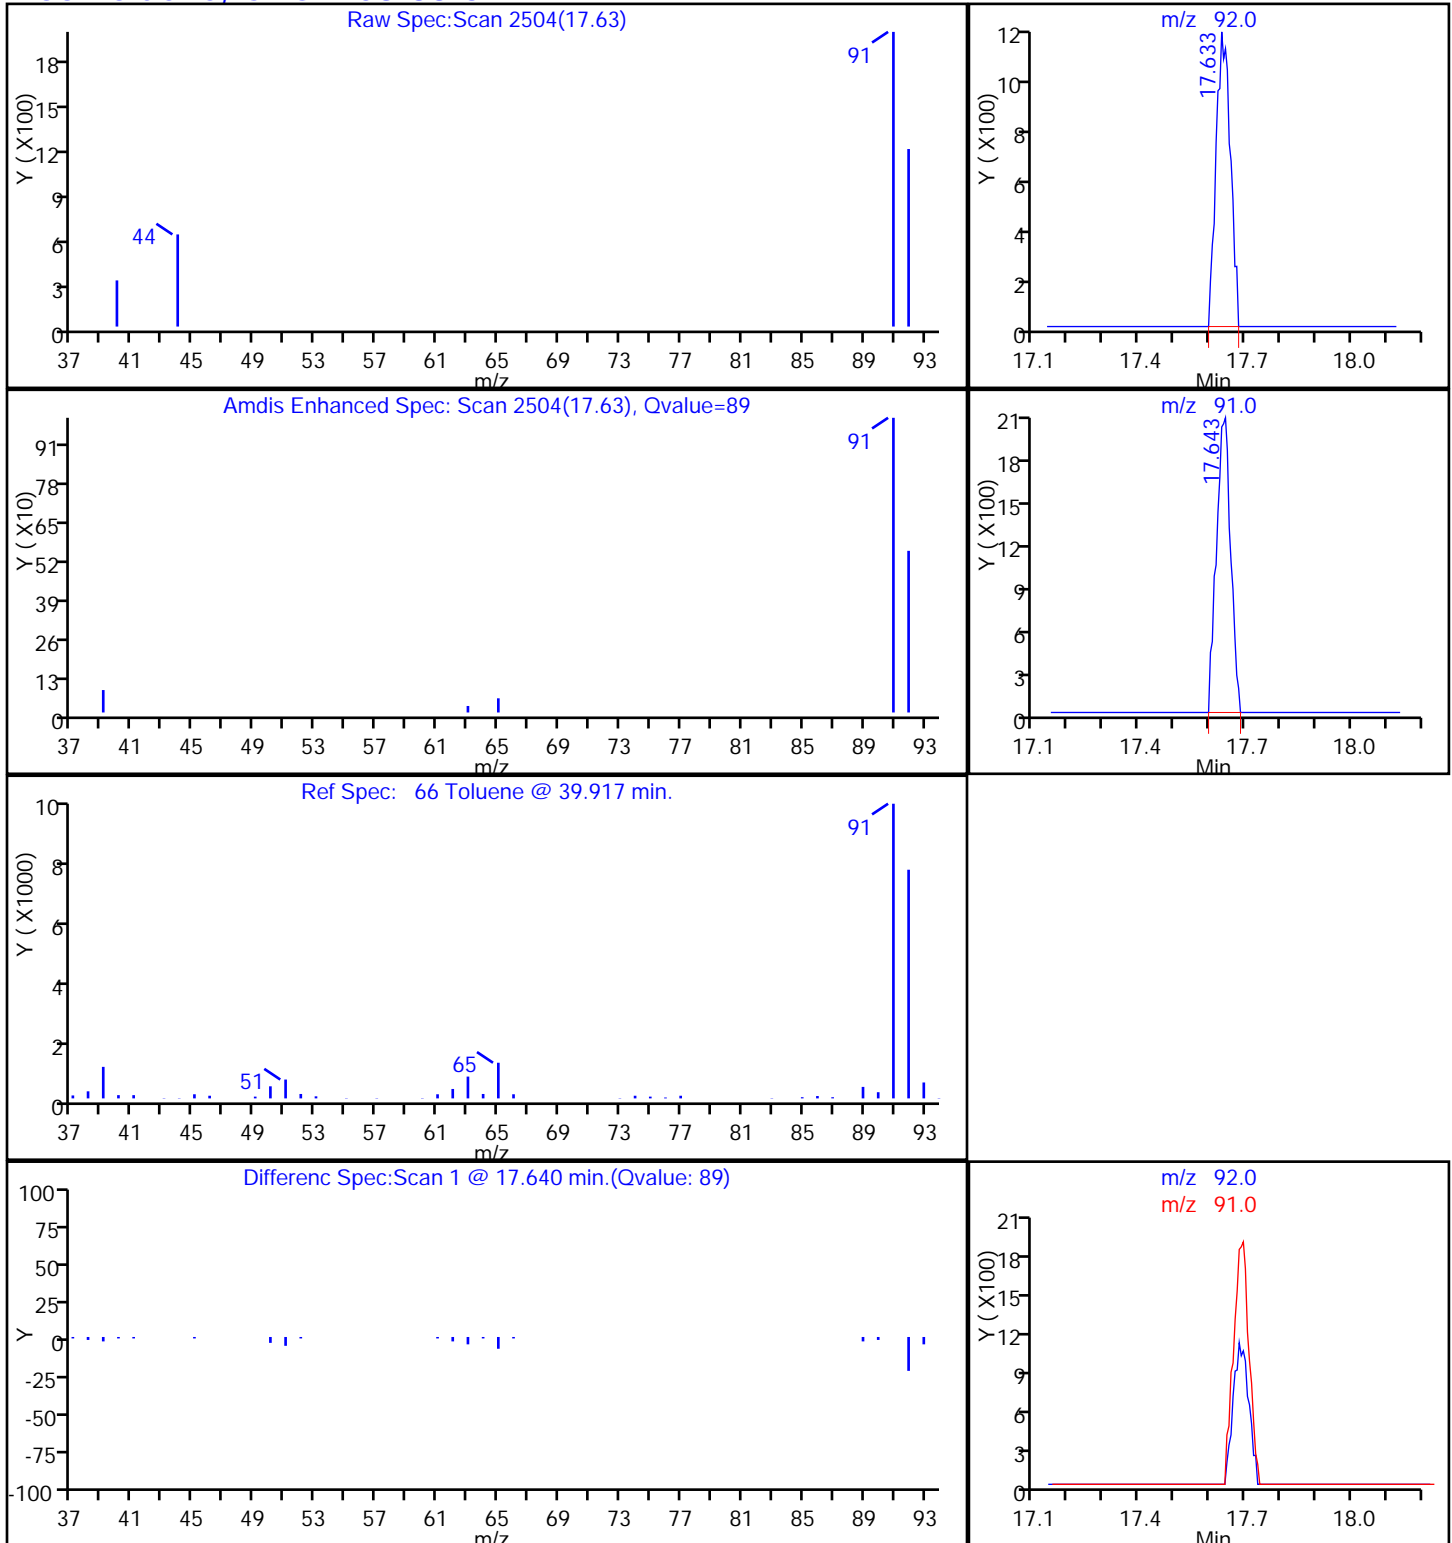 Raw Spec:Scan 2504(17.63)
Y ( X100)
18
15
12
9
6
3
0
91
44
37 41 45 49 53 57 61 65 69 73 77 81 85 89 93
m/z
m/z 92.0
Y ( X100)
12
10
8
6
4
2
0
17.633
17.1 17.4 17.7 18.0
Min
Amdis Enhanced Spec: Scan 2504(17.63), Qvalue=89
Y ( X10)
91
78
65
52
39
26
13
0
91
37 41 45 49 53 57 61 65 69 73 77 81 85 89 93
m/z
m/z 91.0
Y ( X100)
21
18
15
12
9
6
3
0
17.643
17.1 17.4 17.7 18.0
Min
Ref Spec: 66 Toluene @ 39.917 min.
Y ( X1000)
10
8
6
4
2
0
91
65
51
37 41 45 49 53 57 61 65 69 73 77 81 85 89 93
m/z
Differenc Spec:Scan 1 @ 17.640 min.(Qvalue: 89)
Y
100
75
50
25
0
-25
-50
-75
-100
37 41 45 49 53 57 61 65 69 73 77 81 85 89 93
m/z
m/z 92.0
m/z 91.0
Y ( X100)
21
18
15
12
9
6
3
0
17.1 17.4 17.7 18.0
Min